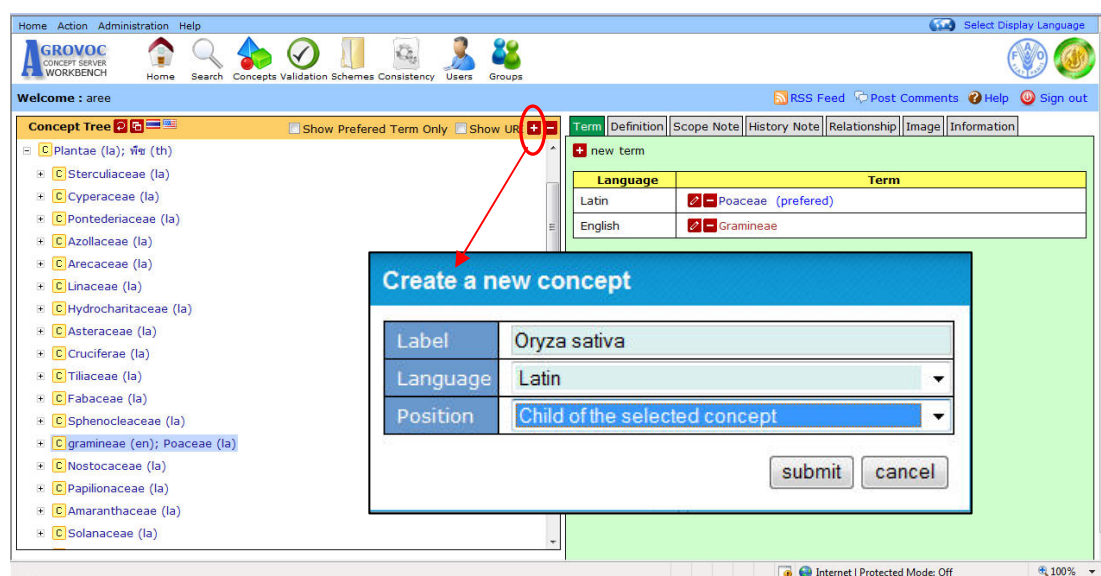 Home Action Administration Help Select Display Language
AGROVOC
CONCEPT SERVER
WORKBENCH
Home Search Concepts Validation Schemes Consistency Users Groups
Welcome : aree RSS Feed Post Comments Help Sign out
Concept Tree Show Prefered Term Only Show UR
Term Definition Scope Note History Note Relationship Image Information
Plantae (la); พืช (th)
Sterculiaceae (la)
Cyperaceae (la)
Pontederiaceae (la)
Azollaceae (la)
Arecaceae (la)
Linaceae (la)
Hydrocharitaceae (la)
Asteraceae (la)
Cruciferae (la)
Tiliaceae (la)
Fabaceae (la)
Sphenocleaceae (la)
gramineae (en); Poaceae (la)
Nostocaceae (la)
Papilionaceae (la)
Amaranthaceae (la)
Solanaceae (la)
new term
Language Term
Latin Poaceae (prefered)
English Gramineae
Create a new concept
Label Oryza sativa
Language Latin
Position Child of the selected concept
submit cancel
Internet | Protected Mode: Off 100%